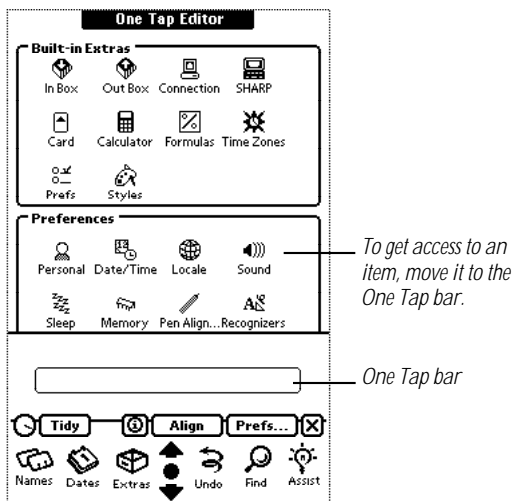 One Tap Editor
Built-in Extras
In Box Out Box Connection SHARP
Card Calculator Formulas Time Zones
Prefs Styles
Preferences
Personal Date/Time Locale Sound
Sleep Memory Pen Align... Recognizers
To get access to an
item, move it to the
One Tap bar.
One Tap bar
Tidy Align Prefs...
Names Dates Extras Undo Find Assist